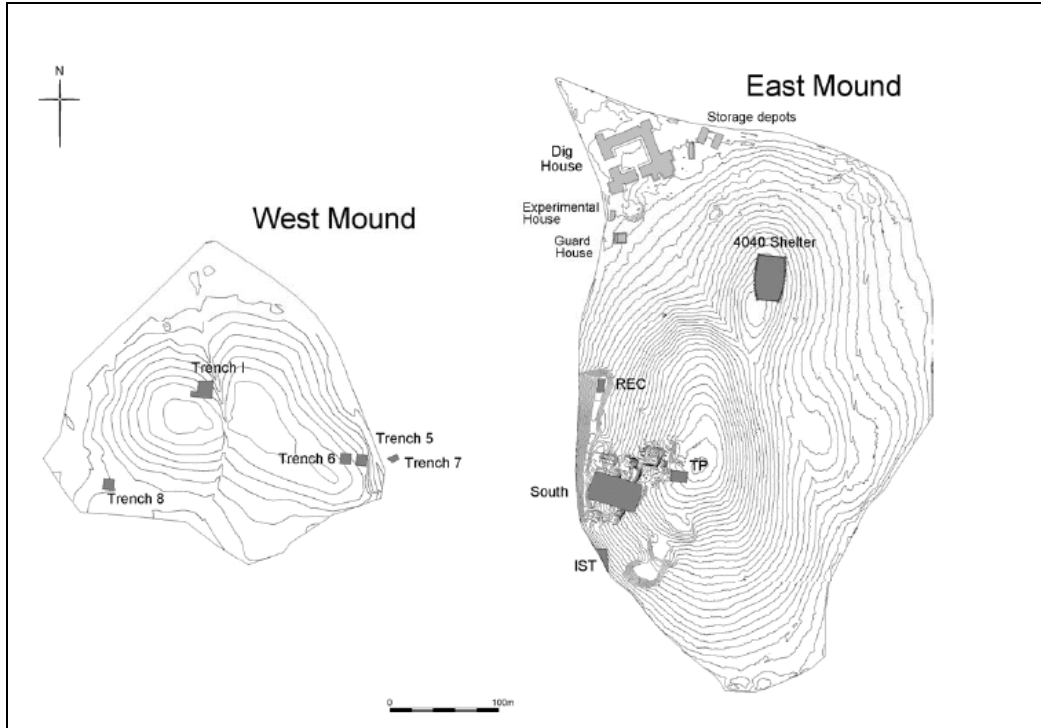 N
East Mound
Storage depots
Dig
House
Experimental
House
Guard
House
4040 Shelter
West Mound
Trench I
REC
Trench 5
Trench 6
Trench 7
TP
Trench 8
South
IST
0
100m